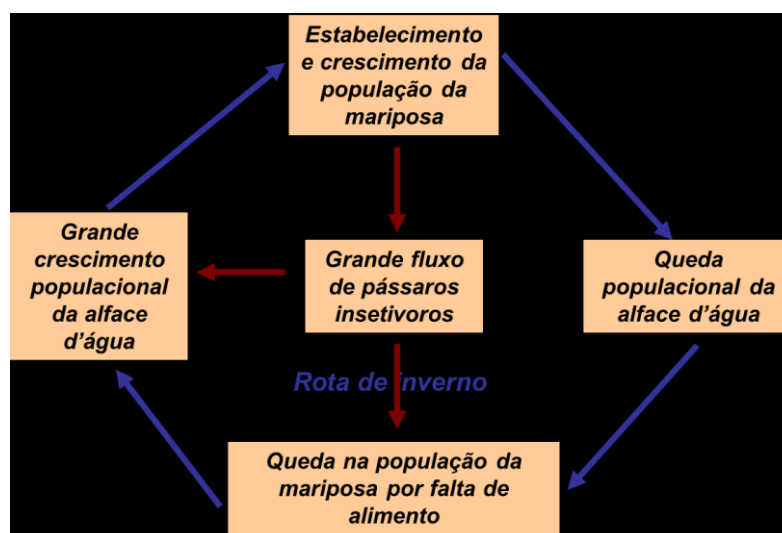 Estabelecimento
e crescimento da
população da
mariposa
Grande
crescimento
populacional
da alface
d’água
Grande fluxo
de pássaros
insetivoros
Queda
populacional da
alface d’água
Rota de inverno
Queda na população da
mariposa por falta de
alimento